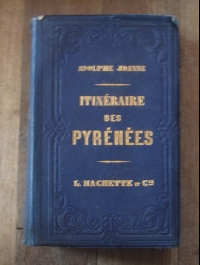 ADOLPHE JOANNE
ITINÉRAIRE
DES
PYRÉNÉES
L. HACHETTE ET Cie